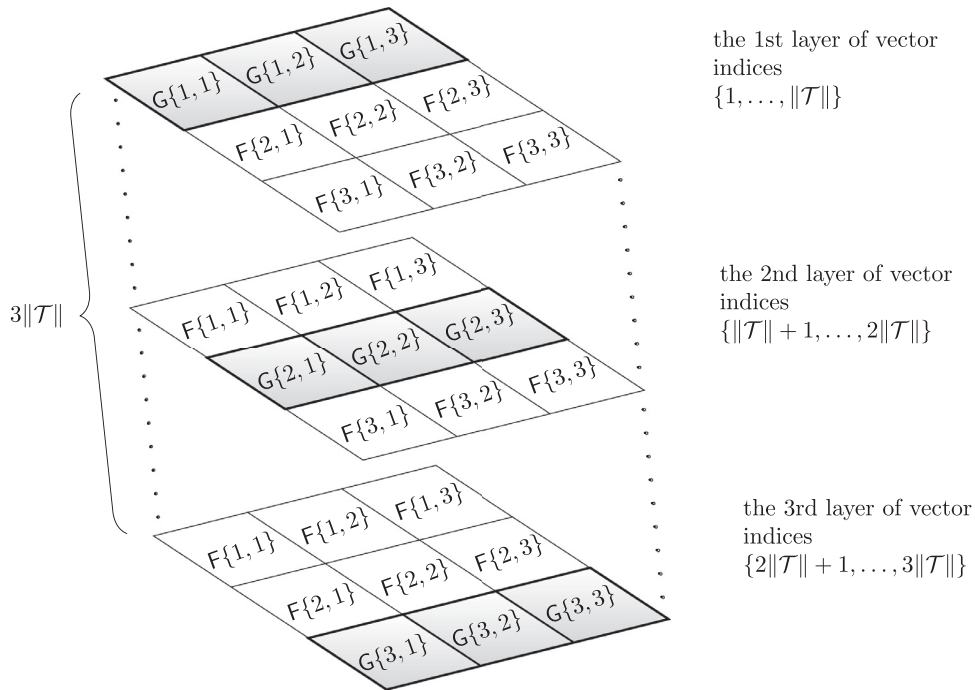 G{1, 1} G{1, 2} G{1, 3}
F{2, 1} F{2, 2} F{2, 3}
F{3, 1} F{3, 2} F{3, 3}
the 1st layer of vector
indices
{1, . . . , ‖𝒯‖}
3‖𝒯‖
F{1, 1} F{1, 2} F{1, 3}
G{2, 1} G{2, 2} G{2, 3}
F{3, 1} F{3, 2} F{3, 3}
the 2nd layer of vector
indices
{‖𝒯‖ + 1, . . . , 2‖𝒯‖}
F{1, 1} F{1, 2} F{1, 3}
F{2, 1} F{2, 2} F{2, 3}
G{3, 1} G{3, 2} G{3, 3}
the 3rd layer of vector
indices
{2‖𝒯‖ + 1, . . . , 3‖𝒯‖}